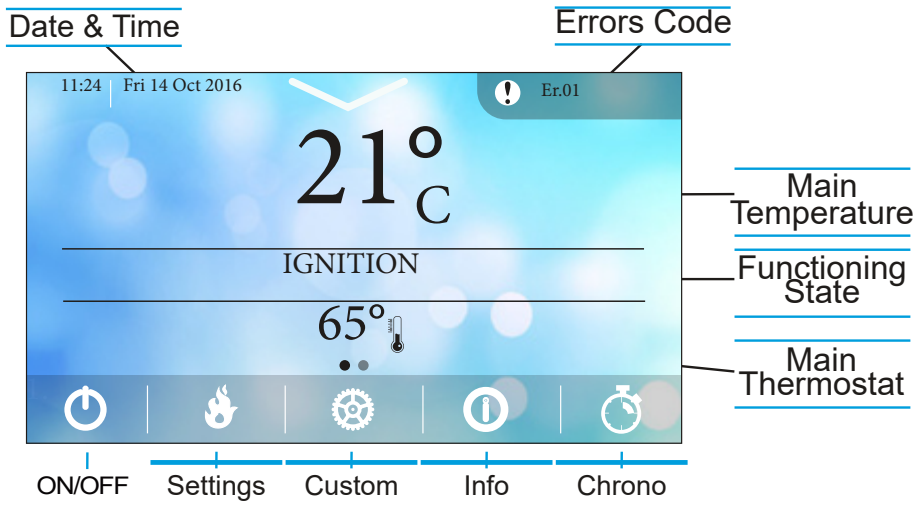 Date & Time
Errors Code
11:24 Fri 14 Oct 2016
Er.01
21°
C
Main
Temperature
IGNITION
Functioning
State
65°
Main
Thermostat
ON/OFF
Settings
Custom
Info
Chrono